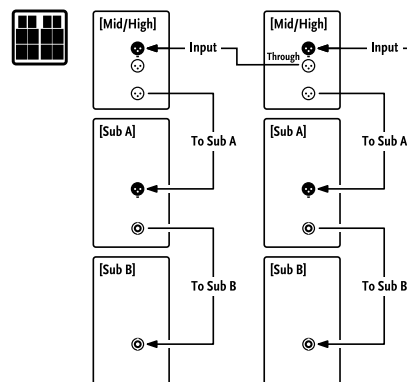 [Mid/High]
[Mid/High]
Input
Input
Through
[Sub A]
To Sub A
[Sub A]
To Sub A
[Sub B]
To Sub B
[Sub B]
To Sub B